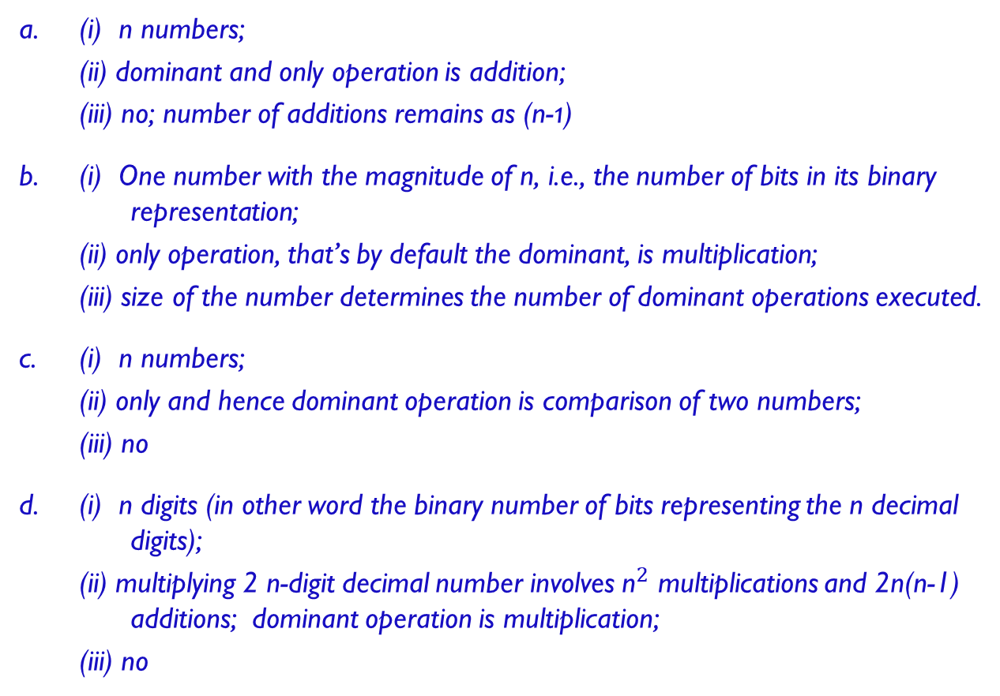 a. (i) n numbers;
(ii) dominant and only operation is addition;
(iii) no; number of additions remains as (n-1)
b. (i) One number with the magnitude of n, i.e., the number of bits in its binary
representation;
(ii) only operation, that’s by default the dominant, is multiplication;
(iii) size of the number determines the number of dominant operations executed.
c. (i) n numbers;
(ii) only and hence dominant operation is comparison of two numbers;
(iii) no
d. (i) n digits (in other word the binary number of bits representing the n decimal
digits);
(ii) multiplying 2 n-digit decimal number involves n² multiplications and 2n(n-1)
additions; dominant operation is multiplication;
(iii) no